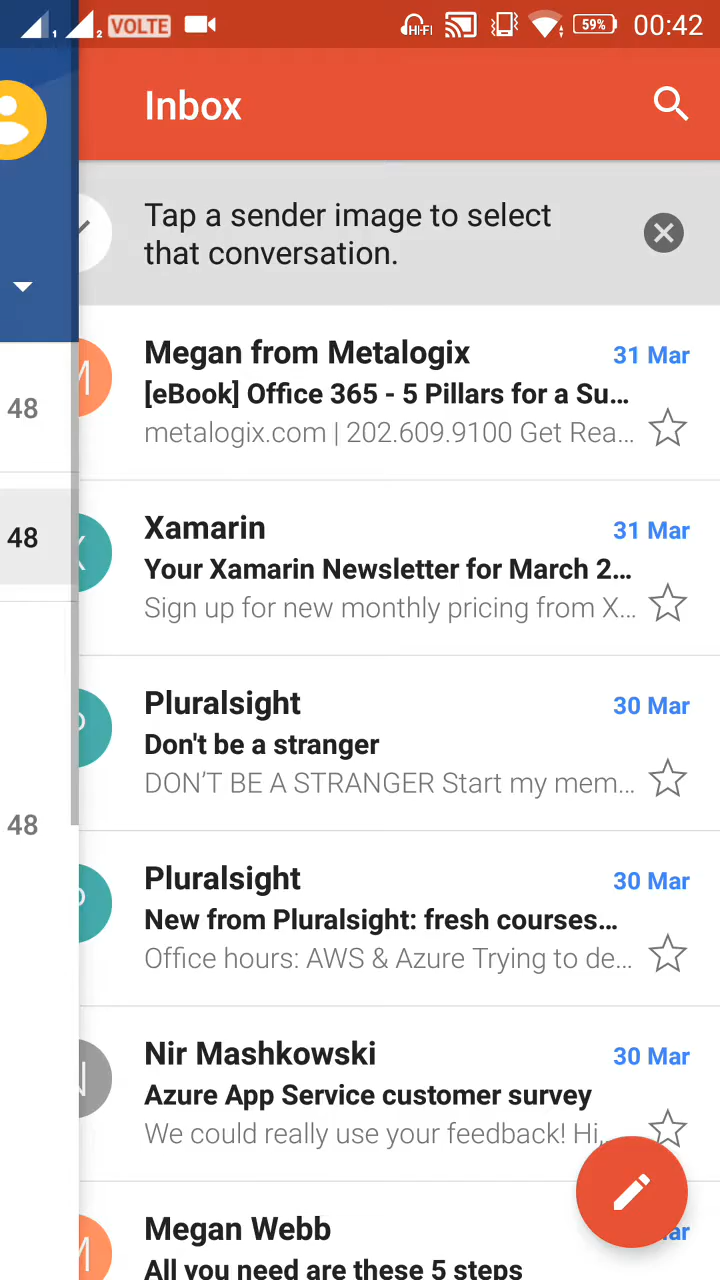 1 2 VOLTE HI-FI 59% 00:42
Inbox
Tap a sender image to select
that conversation.
48
48
48
M
Megan from Metalogix 31 Mar
[eBook] Office 365 - 5 Pillars for a Su...
metalogix.com | 202.609.9100 Get Rea...
X
Xamarin 31 Mar
Your Xamarin Newsletter for March 2...
Sign up for new monthly pricing from X...
P
Pluralsight 30 Mar
Don't be a stranger
DON'T BE A STRANGER Start my mem...
P
Pluralsight 30 Mar
New from Pluralsight: fresh courses...
Office hours: AWS & Azure Trying to de...
N
Nir Mashkowski 30 Mar
Azure App Service customer survey
We could really use your feedback! Hi,...
M
Megan Webb
All you need are these 5 steps